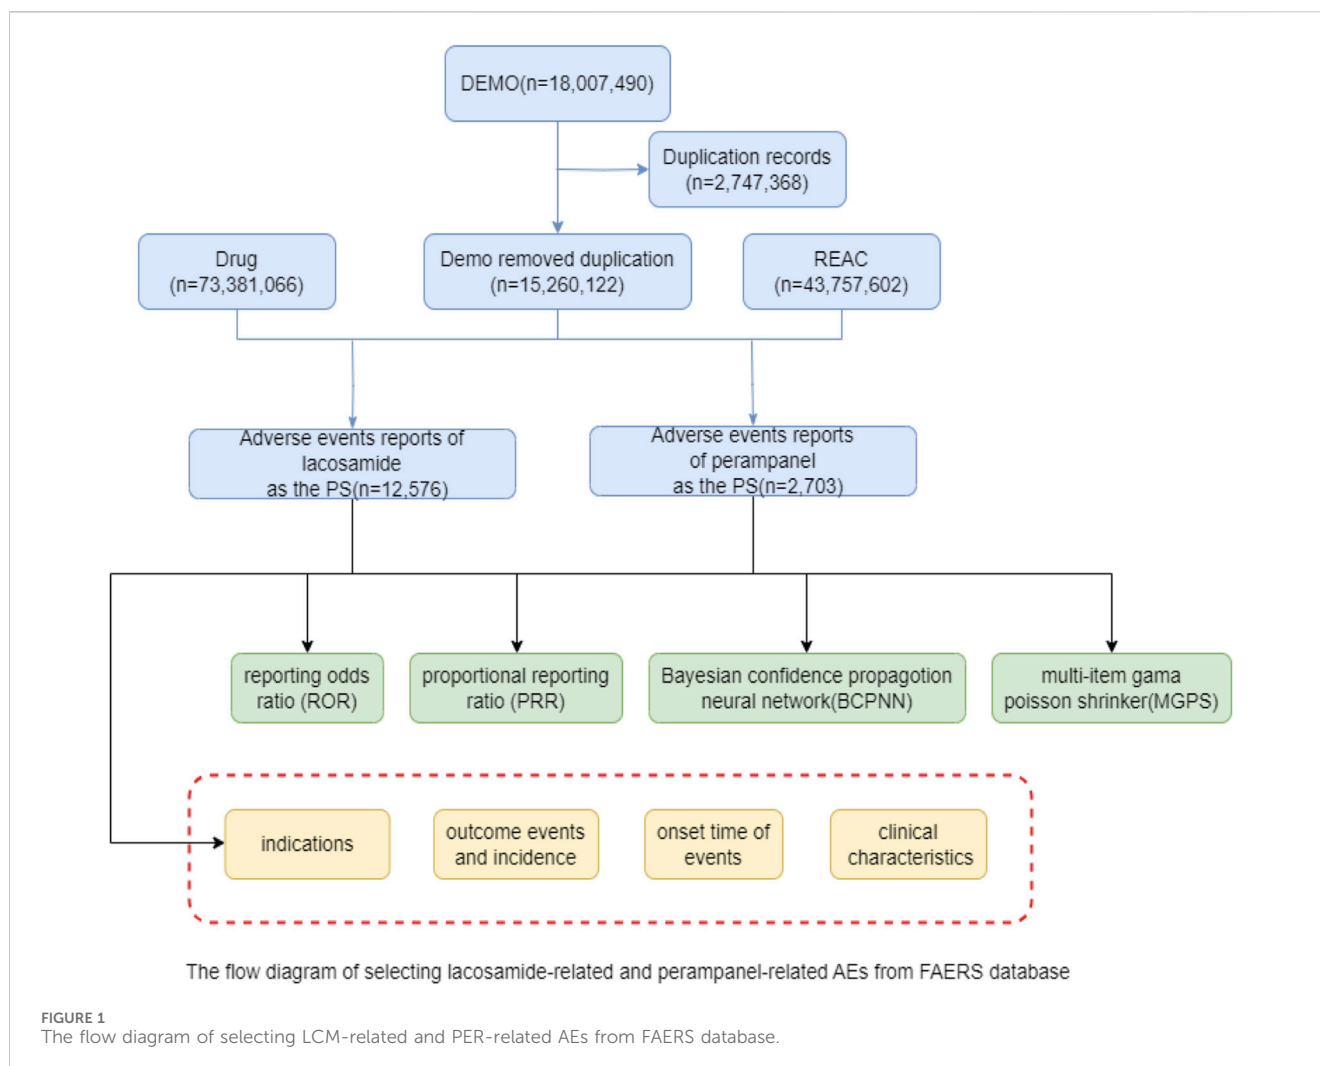 DEMO(n=18,007,490)
Duplication records
(n=2,747,368)
Drug
(n=73,381,066)
Demo removed duplication
(n=15,260,122)
REAC
(n=43,757,602)
Adverse events reports of
lacosamide
as the PS(n=12,576)
Adverse events reports
of perampanel
as the PS(n=2,703)
reporting odds
ratio (ROR)
proportional reporting
ratio (PRR)
Bayesian confidence propagotion
neural network(BCPNN)
multi-item gama
poisson shrinker(MGPS)
indications
outcome events
and incidence
onset time of
events
clinical
characteristics
The flow diagram of selecting lacosamide-related and perampanel-related AEs from FAERS database
FIGURE 1
The flow diagram of selecting LCM-related and PER-related AEs from FAERS database.